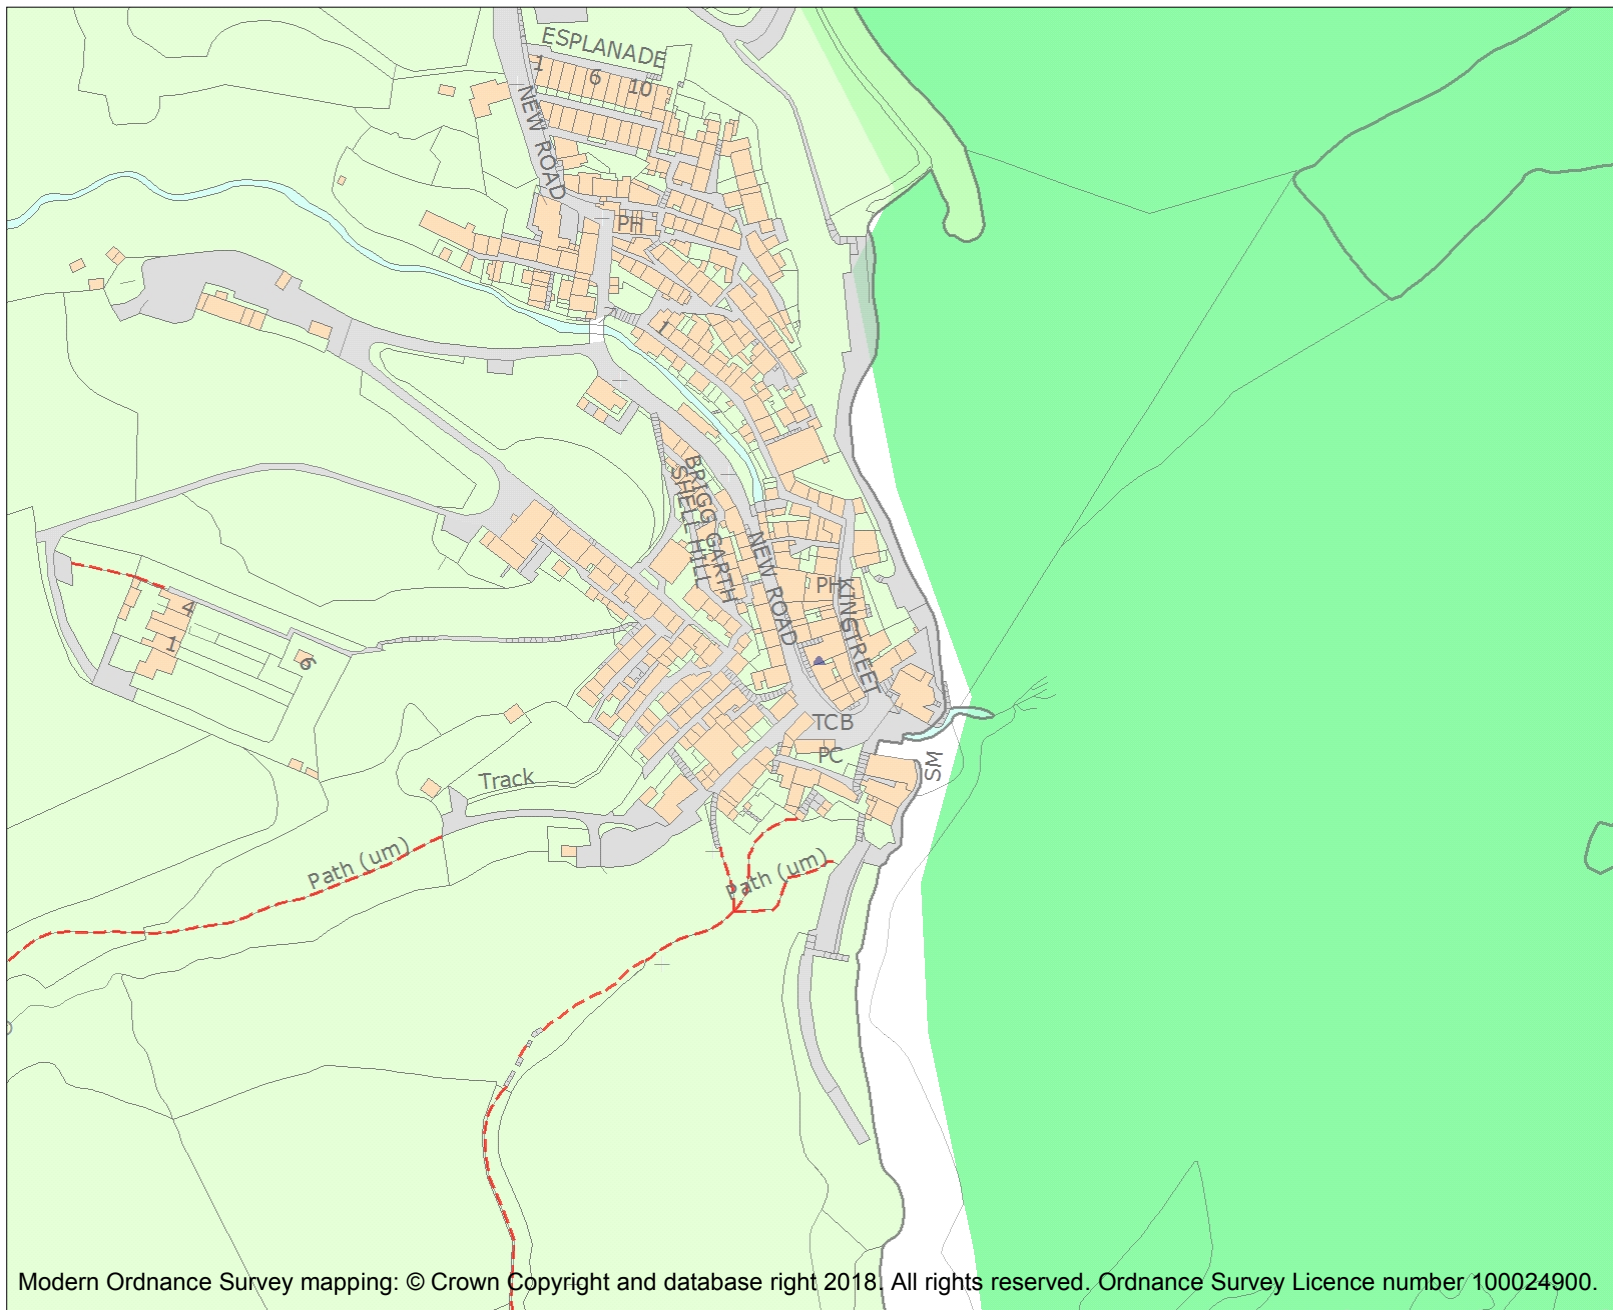 ESPLANADE
1
6
10
NEW ROAD
PH
1
BRIGG GARTH
SHELL HILL
NEW ROAD
PH
KINSTREET
4
1
6
TCB
PC
SM
Track
Path (um)
Path (um)
Modern Ordnance Survey mapping: © Crown Copyright and database right 2018. All rights reserved. Ordnance Survey Licence number 100024900.